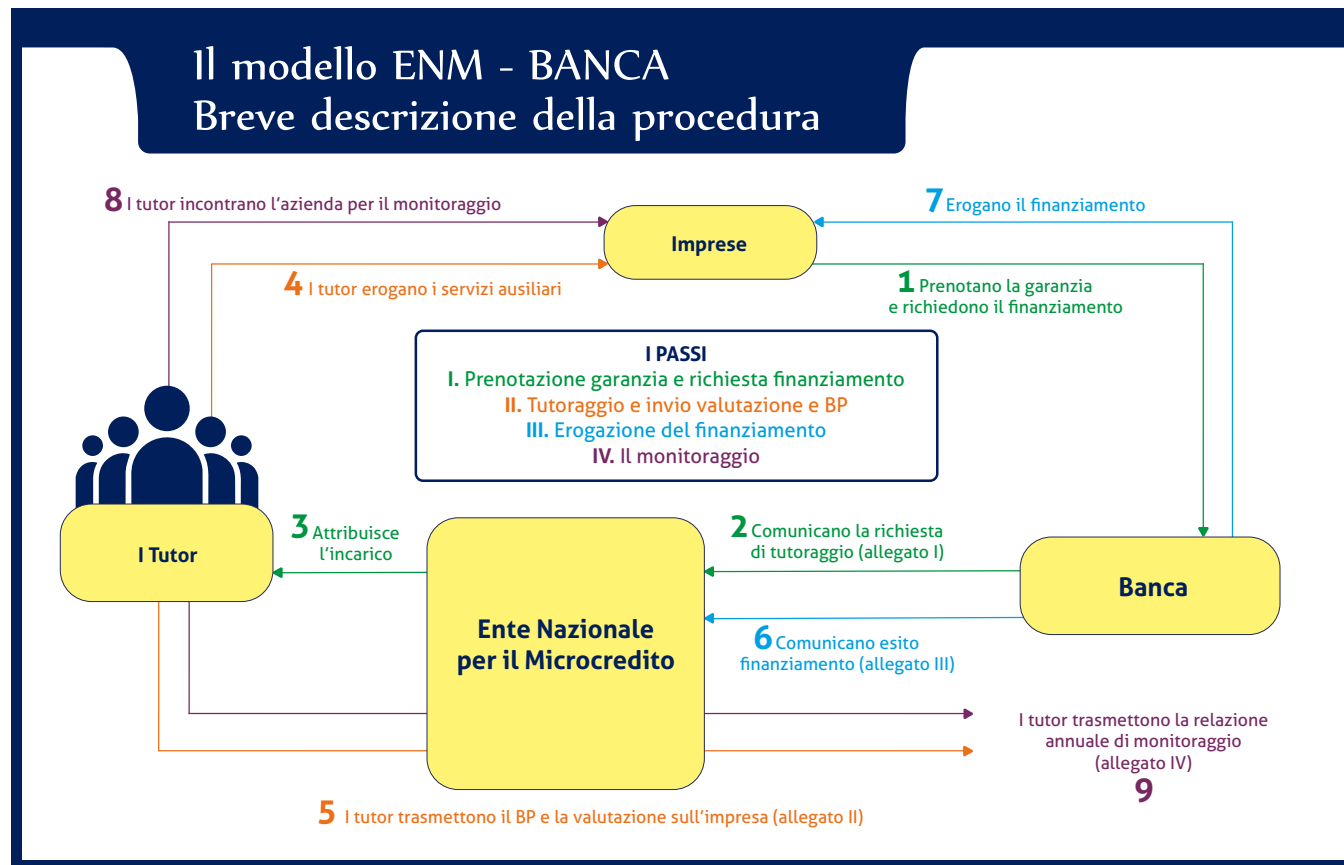 Il modello ENM - BANCA
Breve descrizione della procedura
8 I tutor incontrano l'azienda per il monitoraggio
7 Erogano il finanziamento
Imprese
4 I tutor erogano i servizi ausiliari
1 Prenotano la garanzia
e richiedono il finanziamento
I PASSI
I. Prenotazione garanzia e richiesta finanziamento
II. Tutoraggio e invio valutazione e BP
III. Erogazione del finanziamento
IV. Il monitoraggio
I Tutor
3 Attribuisce
l'incarico
Ente Nazionale
per il Microcredito
2 Comunicano la richiesta
di tutoraggio (allegato I)
Banca
6 Comunicano esito
finanziamento (allegato III)
I tutor trasmettono la relazione
annuale di monitoraggio
(allegato IV)
9
5 I tutor trasmettono il BP e la valutazione sull'impresa (allegato II)